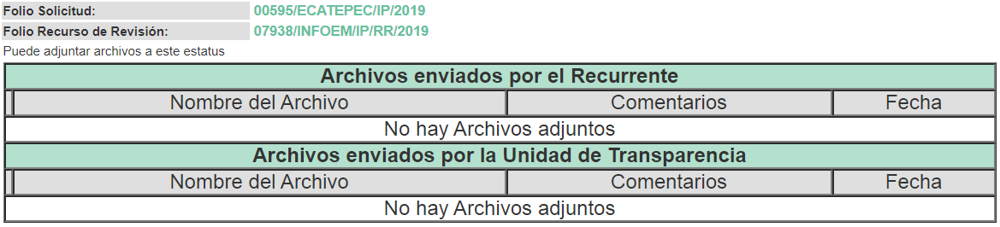 Folio Solicitud: 00595/ECATEPEC/IP/2019
Folio Recurso de Revisión: 07938/INFOEM/IP/RR/2019
Puede adjuntar archivos a este estatus
Archivos enviados por el Recurrente
Nombre del Archivo Comentarios Fecha
No hay Archivos adjuntos
Archivos enviados por la Unidad de Transparencia
Nombre del Archivo Comentarios Fecha
No hay Archivos adjuntos